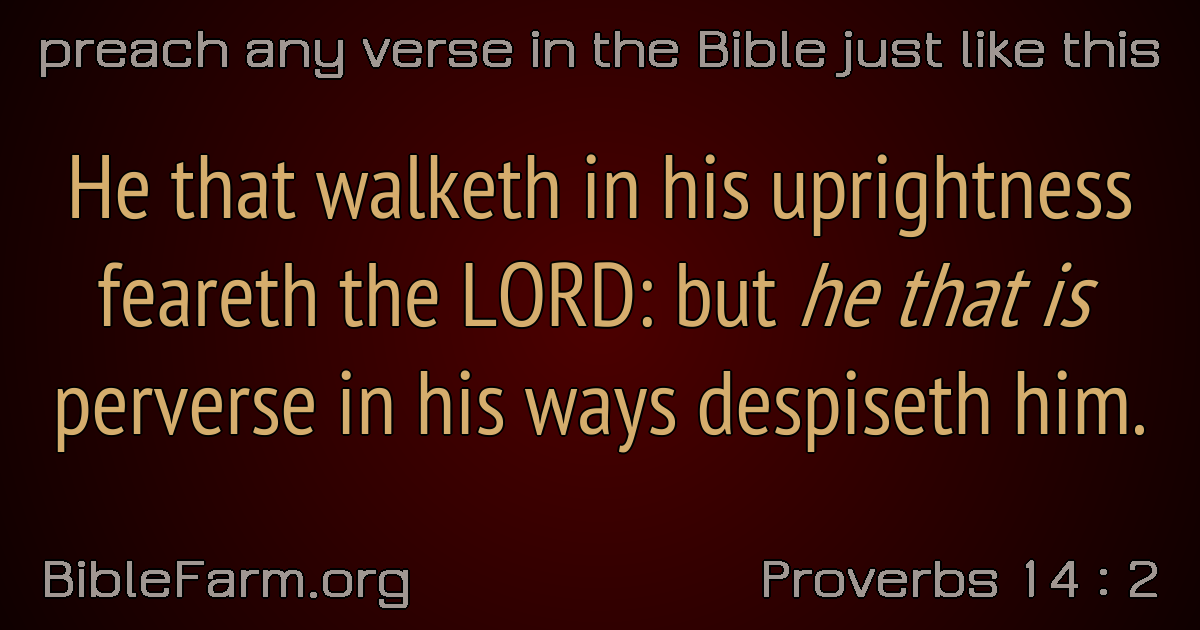 preach any verse in the Bible just like this
He that walketh in his uprightness
feareth the LORD: but he that is
perverse in his ways despiseth him.
BibleFarm.org
Proverbs 14 : 2